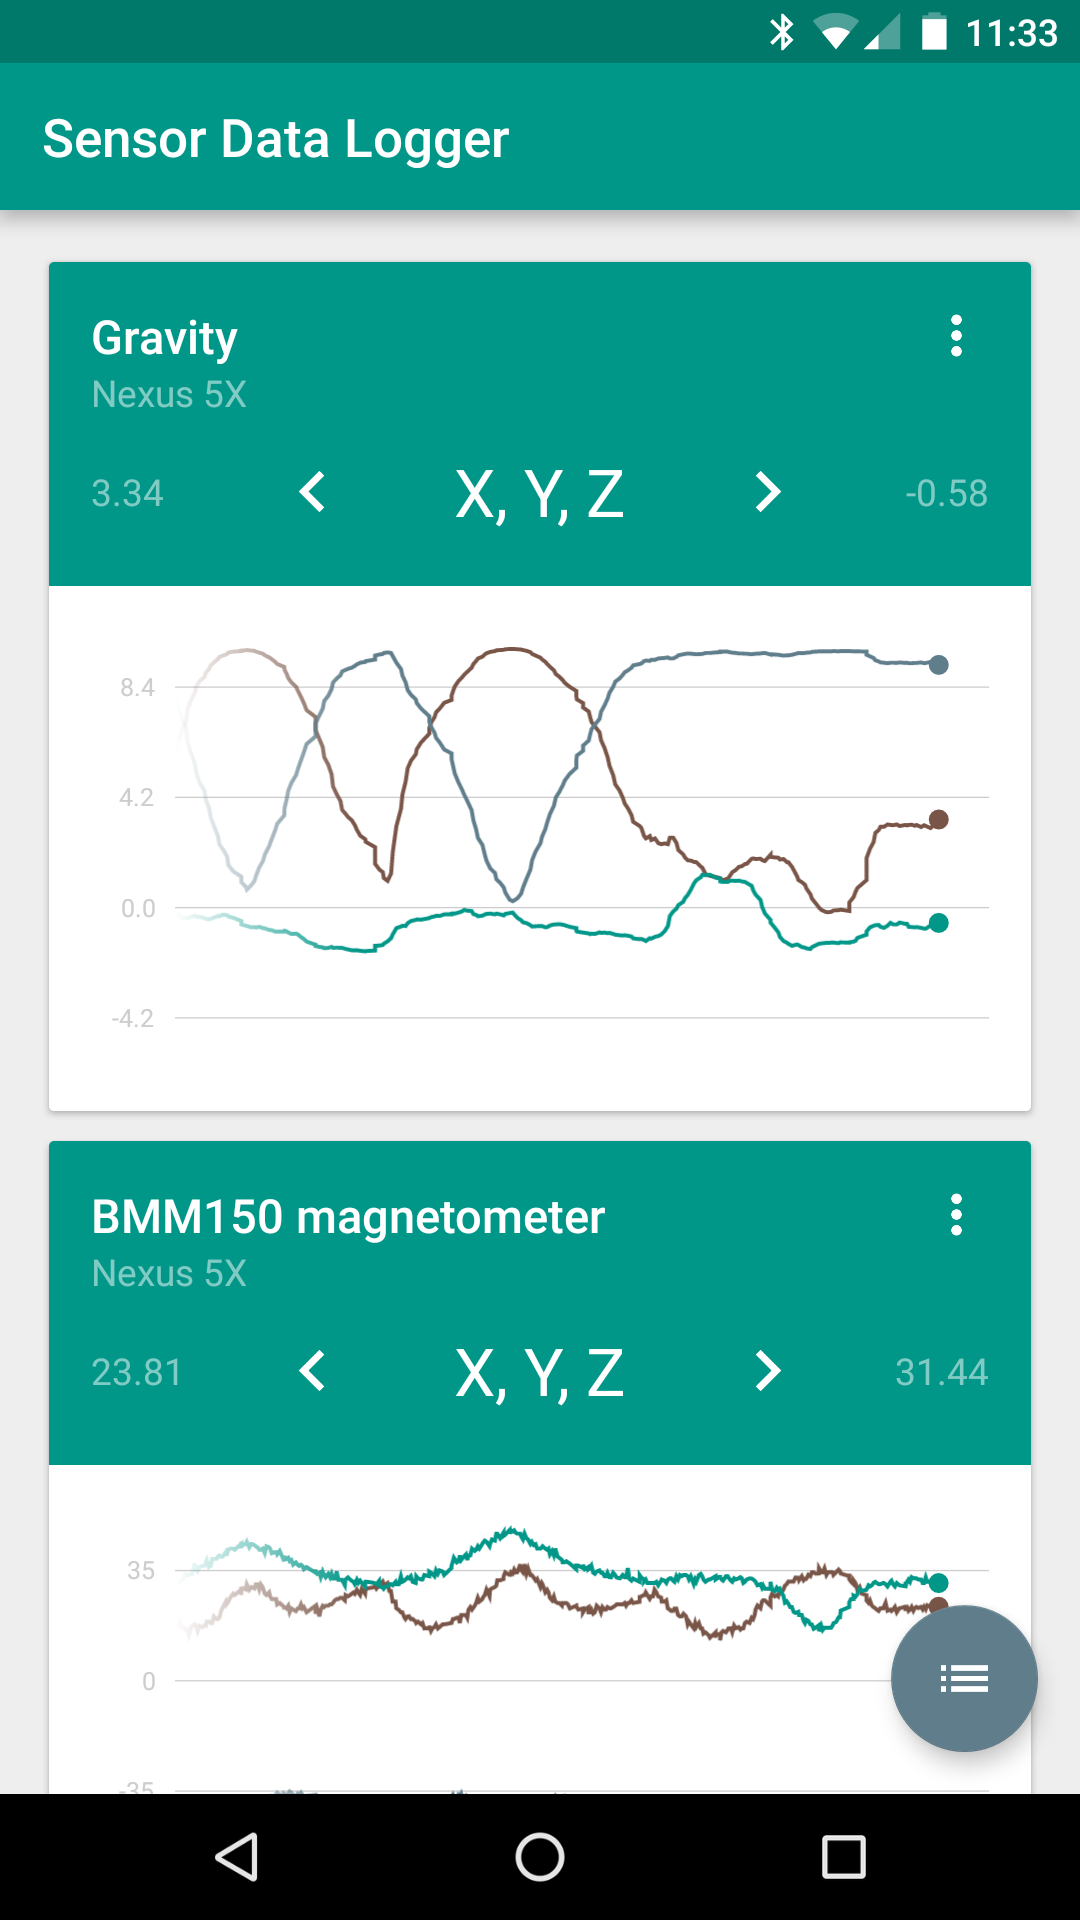 11:33
Sensor Data Logger
Gravity
Nexus 5X
3.34 X, Y, Z -0.58
8.4
4.2
0.0
-4.2
BMM150 magnetometer
Nexus 5X
23.81 X, Y, Z 31.44
35
0
-35